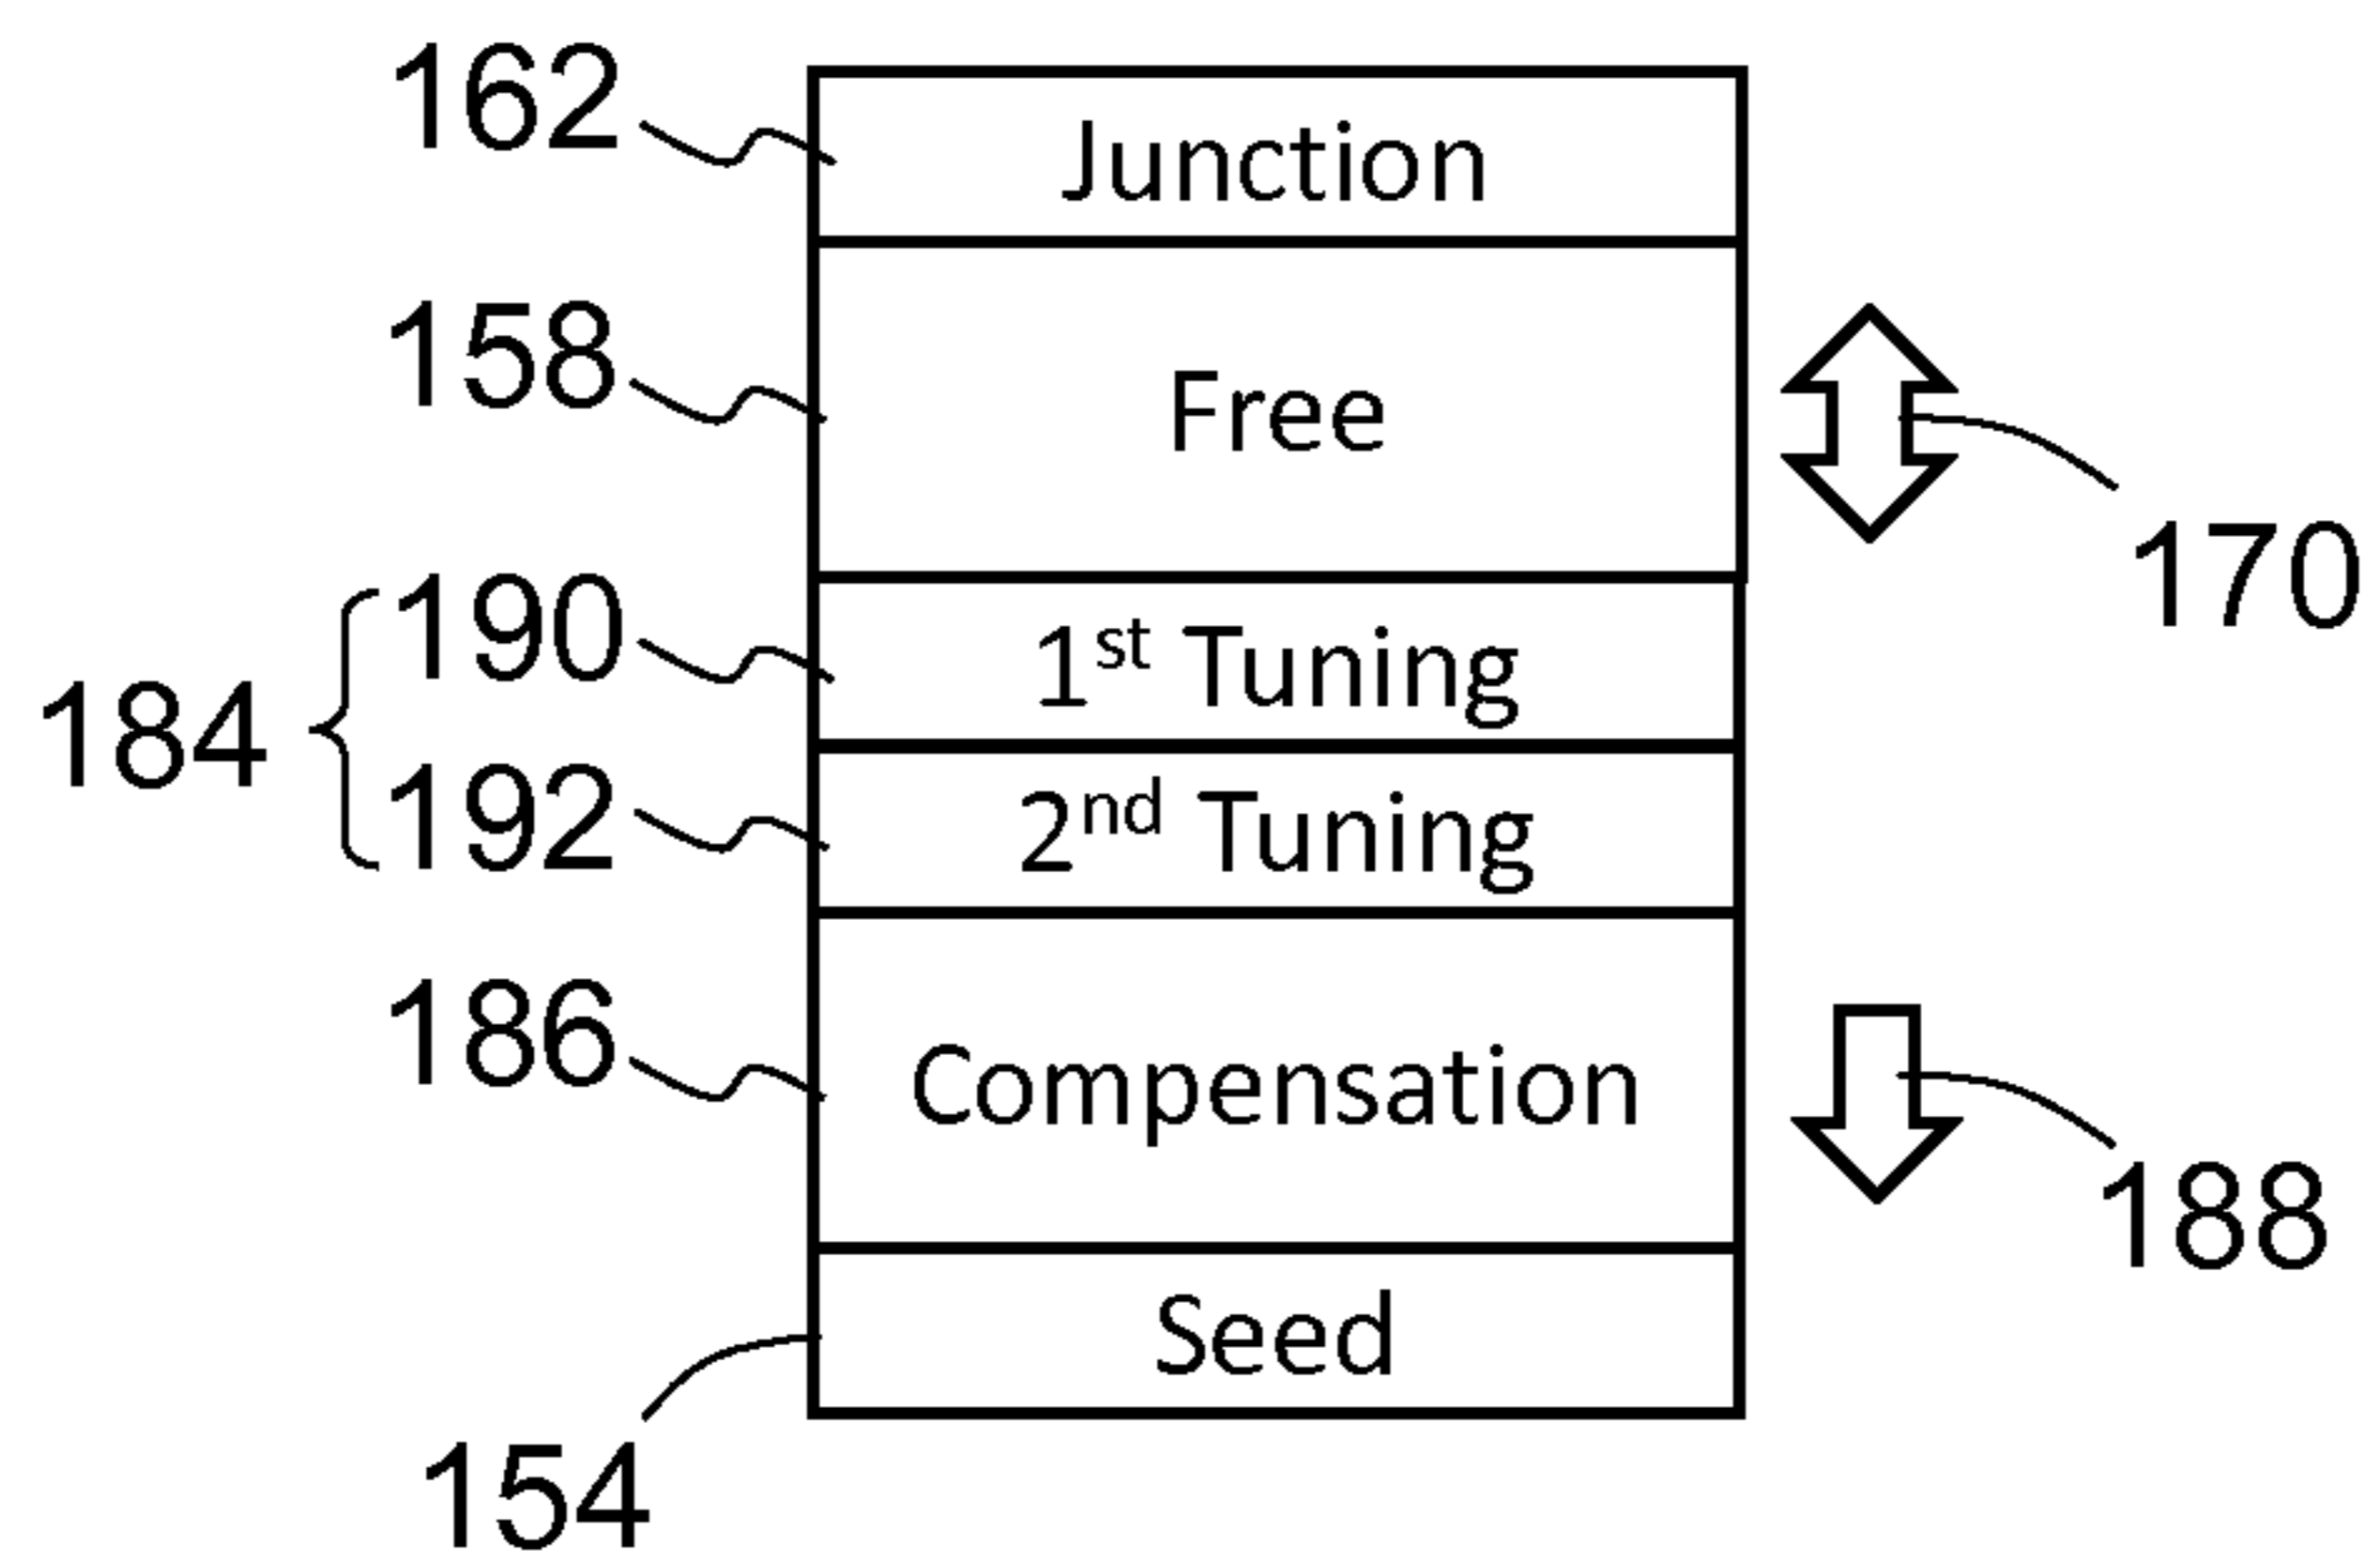 162 Junction
158 Free
170
184 190 1st Tuning
192 2nd Tuning
186 Compensation
188
154 Seed